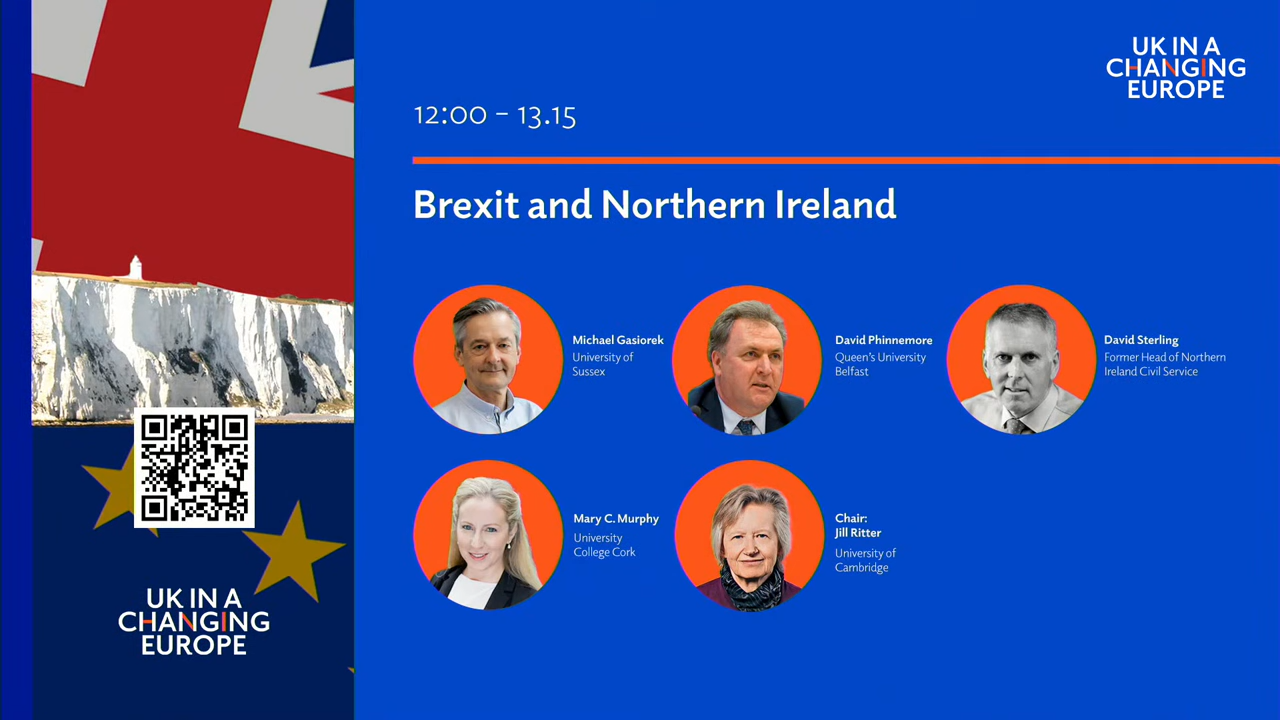 UK IN A
CHANGING
EUROPE
12:00 – 13.15
Brexit and Northern Ireland
Michael Gasiorek
University of
Sussex
David Phinnemore
Queen's University
Belfast
David Sterling
Former Head of Northern
Ireland Civil Service
Mary C. Murphy
University
College Cork
Chair:
Jill Ritter
University of
Cambridge
UK IN A
CHANGING
EUROPE